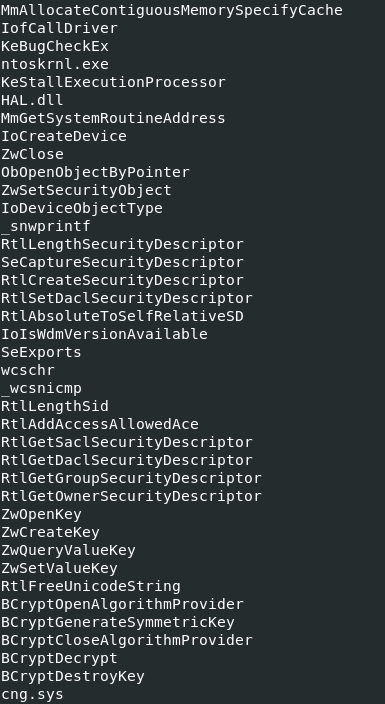 MmAllocateContiguousMemorySpecifyCache
IofCallDriver
KeBugCheckEx
ntoskrnl.exe
KeStallExecutionProcessor
HAL.dll
MmGetSystemRoutineAddress
IoCreateDevice
ZwClose
ObOpenObjectByPointer
ZwSetSecurityObject
IoDeviceObjectType
_snwprintf
RtlLengthSecurityDescriptor
SeCaptureSecurityDescriptor
RtlCreateSecurityDescriptor
RtlSetDaclSecurityDescriptor
RtlAbsoluteToSelfRelativeSD
IoIsWdmVersionAvailable
SeExports
wcschr
_wcsnicmp
RtlLengthSid
RtlAddAccessAllowedAce
RtlGetSaclSecurityDescriptor
RtlGetDaclSecurityDescriptor
RtlGetGroupSecurityDescriptor
RtlGetOwnerSecurityDescriptor
ZwOpenKey
ZwCreateKey
ZwQueryValueKey
ZwSetValueKey
RtlFreeUnicodeString
BCryptOpenAlgorithmProvider
BCryptGenerateSymmetricKey
BCryptCloseAlgorithmProvider
BCryptDecrypt
BCryptDestroyKey
cng.sys